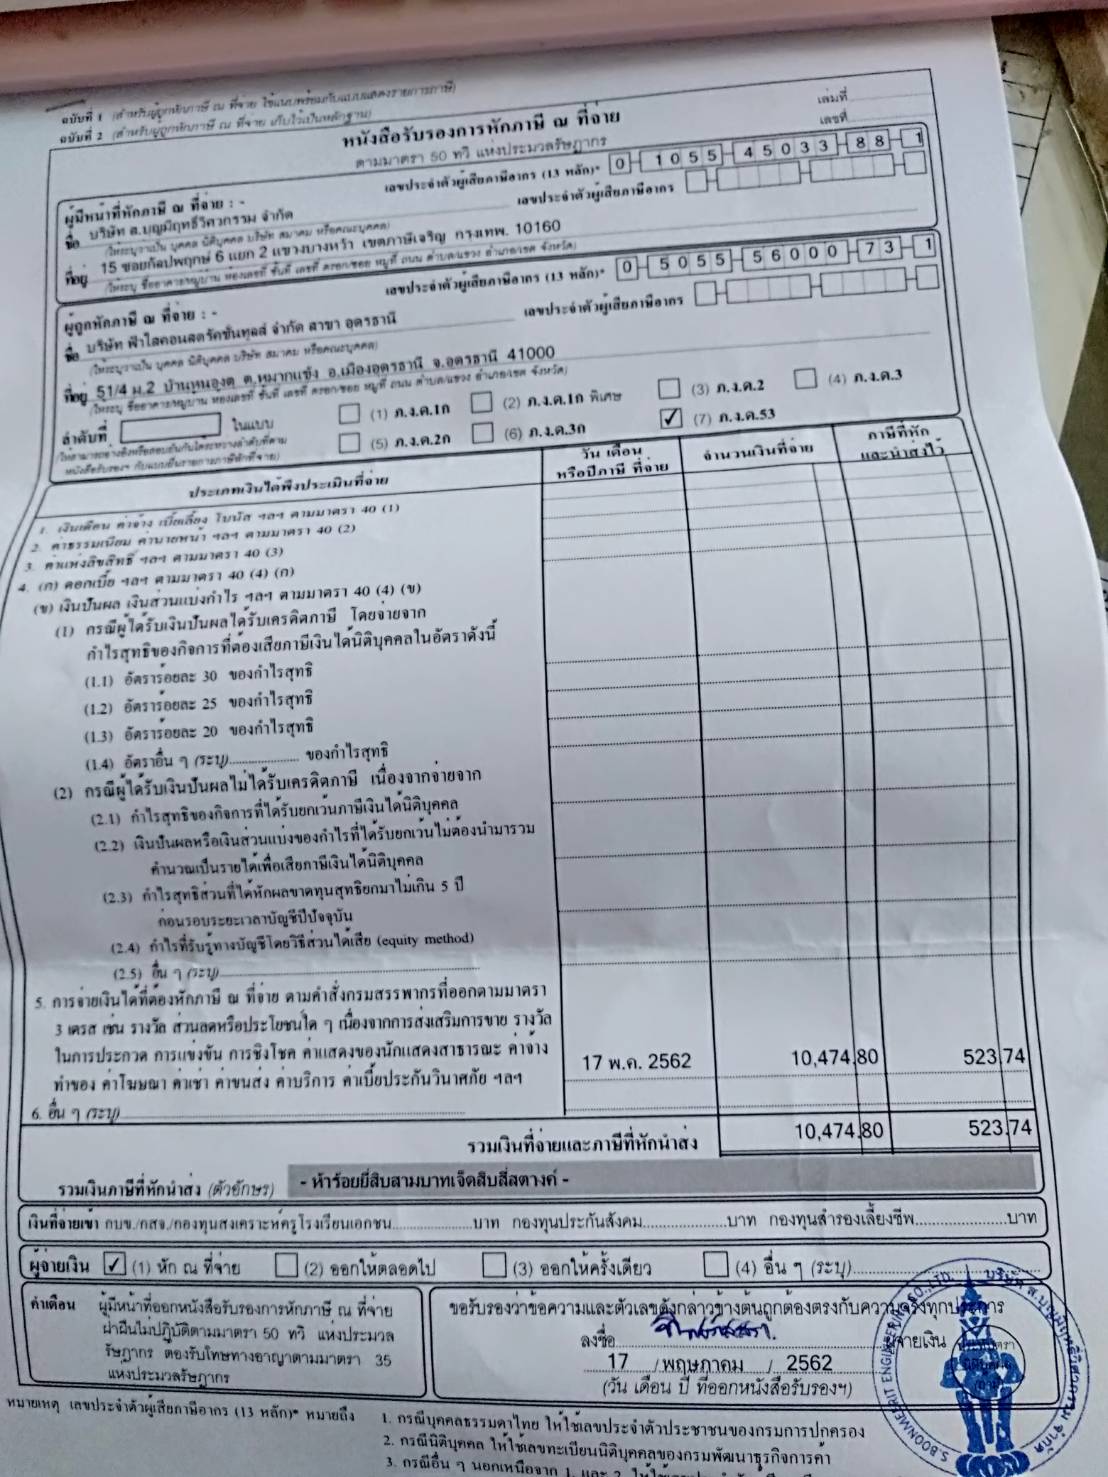 ฉบับที่ 1 (สำหรับผู้ถูกหักภาษี ณ ที่จ่าย ใช้แนบพร้อมกับแบบแสดงรายการภาษี)
ฉบับที่ 2 (สำหรับผู้ถูกหักภาษี ณ ที่จ่าย เก็บไว้เป็นหลักฐาน)
เล่มที่
หนังสือรับรองการหักภาษี ณ ที่จ่าย
เลขที่
ตามมาตรา 50 ทวิ แห่งประมวลรัษฎากร
ผู้มีหน้าที่หักภาษี ณ ที่จ่าย : -
เลขประจำตัวผู้เสียภาษีอากร (13 หลัก)* 0 1055 45033 88 1
ชื่อ บริษัท ส.บุญมีฤทธิ์วิศวกรรม จำกัด
เลขประจำตัวผู้เสียภาษีอากร
(ให้ระบุว่าเป็น บุคคล นิติบุคคล บริษัท สมาคม หรือคณะบุคคล)
ที่อยู่ 15 ซอยกัลปพฤกษ์ 6 แยก 2 แขวงบางหว้า เขตภาษีเจริญ กรุงเทพ. 10160
(ให้ระบุ ชื่ออาคาร/หมู่บ้าน ห้องเลขที่ ชั้นที่ เลขที่ ตรอก/ซอย หมู่ที่ ถนน ตำบล/แขวง อำเภอ/เขต จังหวัด)
ผู้ถูกหักภาษี ณ ที่จ่าย : -
เลขประจำตัวผู้เสียภาษีอากร (13 หลัก)* 0 5055 56000 73 1
ชื่อ บริษัท ฟ้าใสคอนสตรัคชั่นทูลส์ จำกัด สาขา อุดรธานี
เลขประจำตัวผู้เสียภาษีอากร
(ให้ระบุว่าเป็น บุคคล นิติบุคคล บริษัท สมาคม หรือคณะบุคคล)
ที่อยู่ 51/4 ม.2 บ้านหนองตุ ต.หมากแข้ง อ.เมืองอุดรธานี จ.อุดรธานี 41000
(ให้ระบุ ชื่ออาคาร/หมู่บ้าน ห้องเลขที่ ชั้นที่ เลขที่ ตรอก/ซอย หมู่ที่ ถนน ตำบล/แขวง อำเภอ/เขต จังหวัด)
ลำดับที่ ในแบบ (1) ภ.ง.ด.1ก (2) ภ.ง.ด.1ก พิเศษ (3) ภ.ง.ด.2 (4) ภ.ง.ด.3
(ให้สามารถอ้างอิงหรือสอบยันกันได้ระหว่างลำดับที่ตาม
หนังสือรับรองฯ กับแบบยื่นรายการภาษีหักที่จ่าย)
(5) ภ.ง.ด.2ก (6) ภ.ง.ด.3ก ✓ (7) ภ.ง.ด.53
ประเภทเงินได้พึงประเมินที่จ่าย
วัน เดือน
หรือปีภาษี ที่จ่าย
จำนวนเงินที่จ่าย
ภาษีที่หัก
และนำส่งไว้
1. เงินเดือน ค่าจ้าง เบี้ยเลี้ยง โบนัส ฯลฯ ตามมาตรา 40 (1)
2. ค่าธรรมเนียม ค่านายหน้า ฯลฯ ตามมาตรา 40 (2)
3. ค่าแห่งลิขสิทธิ์ ฯลฯ ตามมาตรา 40 (3)
4. (ก) ดอกเบี้ย ฯลฯ ตามมาตรา 40 (4) (ก)
(ข) เงินปันผล เงินส่วนแบ่งกำไร ฯลฯ ตามมาตรา 40 (4) (ข)
(1) กรณีผู้ได้รับเงินปันผลได้รับเครดิตภาษี โดยจ่ายจาก
กำไรสุทธิของกิจการที่ต้องเสียภาษีเงินได้นิติบุคคลในอัตราดังนี้
(1.1) อัตราร้อยละ 30 ของกำไรสุทธิ
(1.2) อัตราร้อยละ 25 ของกำไรสุทธิ
(1.3) อัตราร้อยละ 20 ของกำไรสุทธิ
(1.4) อัตราอื่น ๆ (ระบุ)............... ของกำไรสุทธิ
(2) กรณีผู้ได้รับเงินปันผลไม่ได้รับเครดิตภาษี เนื่องจากจ่ายจาก
(2.1) กำไรสุทธิของกิจการที่ได้รับยกเว้นภาษีเงินได้นิติบุคคล
(2.2) เงินปันผลหรือเงินส่วนแบ่งของกำไรที่ได้รับยกเว้นไม่ต้องนำมารวม
คำนวณเป็นรายได้เพื่อเสียภาษีเงินได้นิติบุคคล
(2.3) กำไรสุทธิส่วนที่ได้หักผลขาดทุนสุทธิยกมาไม่เกิน 5 ปี
ก่อนรอบระยะเวลาบัญชีปีปัจจุบัน
(2.4) กำไรที่รับรู้ทางบัญชีโดยวิธีส่วนได้เสีย (equity method)
(2.5) อื่น ๆ (ระบุ)
5. การจ่ายเงินได้ที่ต้องหักภาษี ณ ที่จ่าย ตามคำสั่งกรมสรรพากรที่ออกตามมาตรา
3 เตรส เช่น รางวัล ส่วนลดหรือประโยชน์ใด ๆ เนื่องจากการส่งเสริมการขาย รางวัล
ในการประกวด การแข่งขัน การชิงโชค ค่าแสดงของนักแสดงสาธารณะ ค่าจ้าง
ทำของ ค่าโฆษณา ค่าเช่า ค่าขนส่ง ค่าบริการ ค่าเบี้ยประกันวินาศภัย ฯลฯ
17 พ.ค. 2562 10,474.80 523.74
6. อื่น ๆ (ระบุ)
รวมเงินที่จ่ายและภาษีที่หักนำส่ง 10,474.80 523.74
รวมเงินภาษีที่หักนำส่ง (ตัวอักษร) - ห้าร้อยยี่สิบสามบาทเจ็ดสิบสี่สตางค์ -
เงินที่จ่ายเข้า กบข./กสจ./กองทุนสงเคราะห์ครูโรงเรียนเอกชน...............บาท กองทุนประกันสังคม...............บาท กองทุนสำรองเลี้ยงชีพ...............บาท
ผู้จ่ายเงิน ✓ (1) หัก ณ ที่จ่าย (2) ออกให้ตลอดไป (3) ออกให้ครั้งเดียว (4) อื่น ๆ (ระบุ)
คำเตือน ผู้มีหน้าที่ออกหนังสือรับรองการหักภาษี ณ ที่จ่าย
ฝ่าฝืนไม่ปฏิบัติตามมาตรา 50 ทวิ แห่งประมวล
รัษฎากร ต้องรับโทษทางอาญาตามมาตรา 35
แห่งประมวลรัษฎากร
ขอรับรองว่าข้อความและตัวเลขดังกล่าวข้างต้นถูกต้องตรงกับความจริงทุกประการ
ลงชื่อ ผู้จ่ายเงิน
17 / พฤษภาคม / 2562
(วัน เดือน ปี ที่ออกหนังสือรับรองฯ)
ประทับตรา
นิติบุคคล
บริษัท ส.บุญมีฤทธิ์วิศวกรรม จำกัด
S.BOONMEERIT ENGINEERING CO.,LTD.
หมายเหตุ เลขประจำตัวผู้เสียภาษีอากร (13 หลัก)* หมายถึง
1. กรณีบุคคลธรรมดาไทย ให้ใช้เลขประจำตัวประชาชนของกรมการปกครอง
2. กรณีนิติบุคคล ให้ใช้เลขทะเบียนนิติบุคคลของกรมพัฒนาธุรกิจการค้า
3. กรณีอื่น ๆ นอกเหนือจาก 1. และ 2.